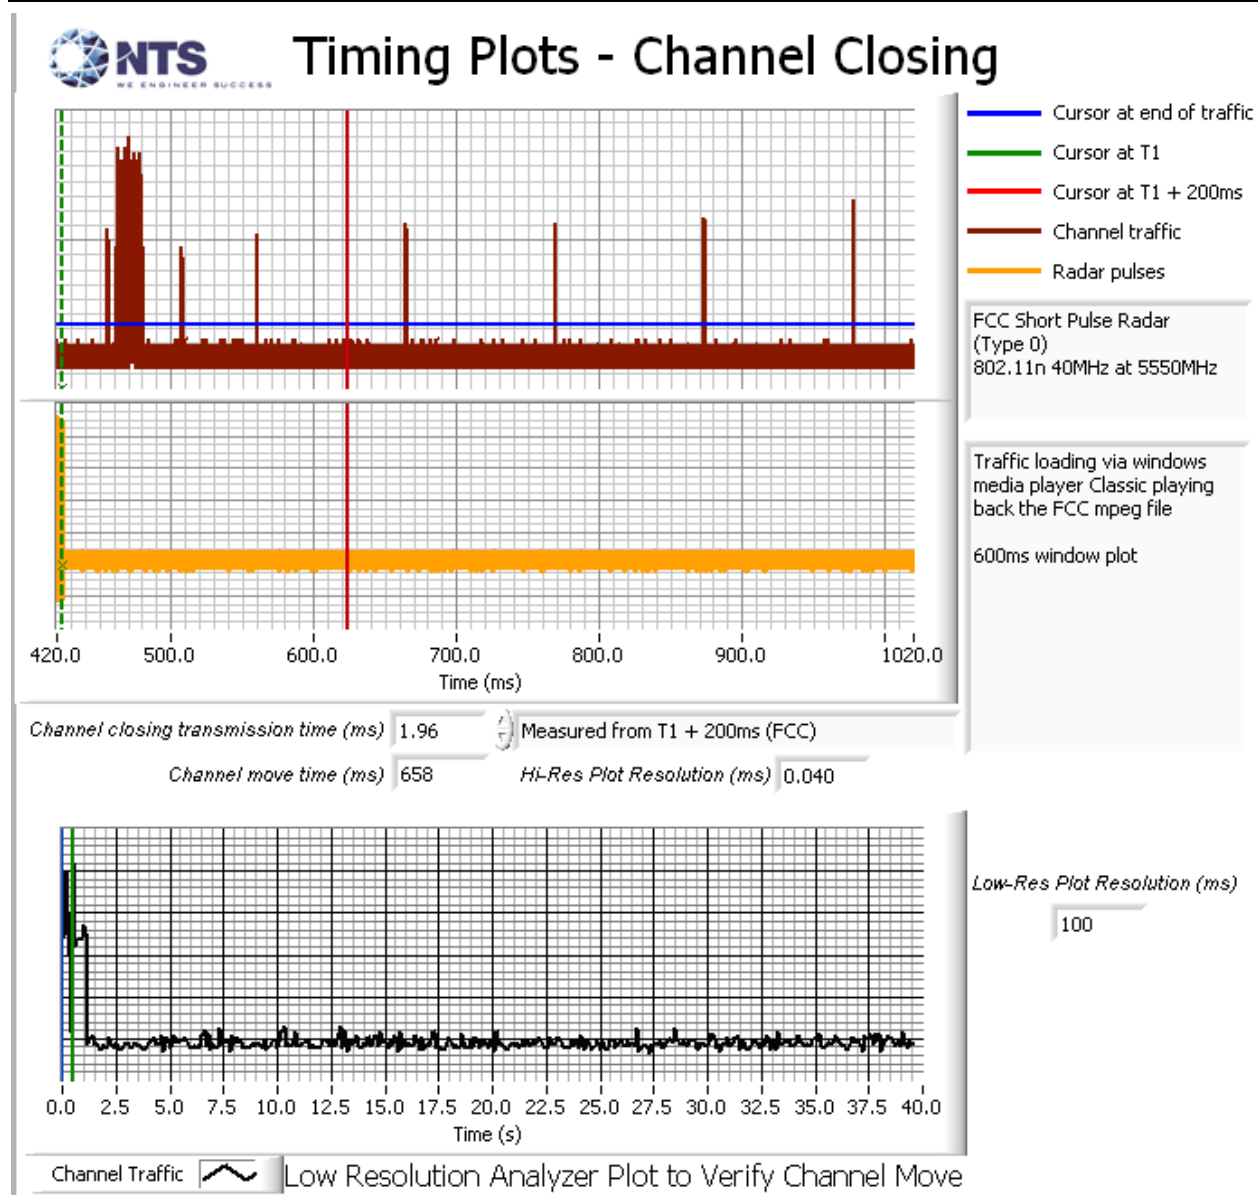 NTS
WE ENGINEER SUCCESS
Timing Plots - Channel Closing
Cursor at end of traffic
Cursor at T1
Cursor at T1 + 200ms
Channel traffic
Radar pulses
FCC Short Pulse Radar
(Type 0)
802.11n 40MHz at 5550MHz
Traffic loading via windows
media player Classic playing
back the FCC mpeg file
600ms window plot
420.0 500.0 600.0 700.0 800.0 900.0 1020.0
Time (ms)
Channel closing transmission time (ms) 1.96 Measured from T1 + 200ms (FCC)
Channel move time (ms) 658 Hi-Res Plot Resolution (ms) 0.040
Low-Res Plot Resolution (ms)
100
0.0 2.5 5.0 7.5 10.0 12.5 15.0 17.5 20.0 22.5 25.0 27.5 30.0 32.5 35.0 37.5 40.0
Time (s)
Channel Traffic Low Resolution Analyzer Plot to Verify Channel Move